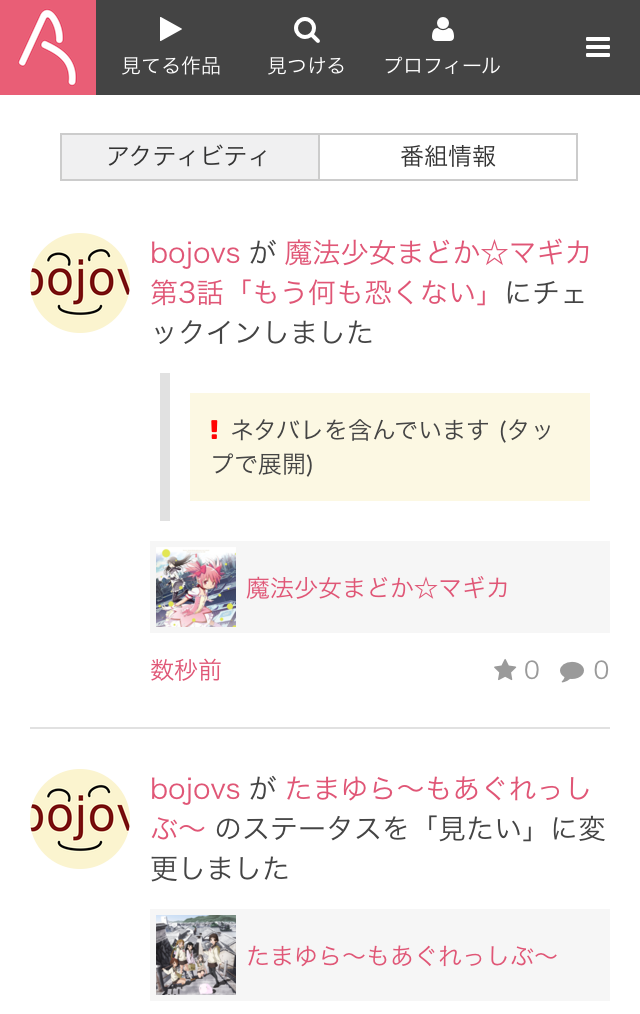 見てる作品 見つける プロフィール
アクティビティ 番組情報
bojovs
bojovs が 魔法少女まどか☆マギカ
第3話「もう何も恐くない」にチェ
ックインしました
! ネタバレを含んでいます (タッ
プで展開)
魔法少女まどか☆マギカ
数秒前 0 0
bojovs
bojovs が たまゆら〜もあぐれっし
ぶ〜 のステータスを「見たい」に変
更しました
たまゆら〜もあぐれっしぶ〜